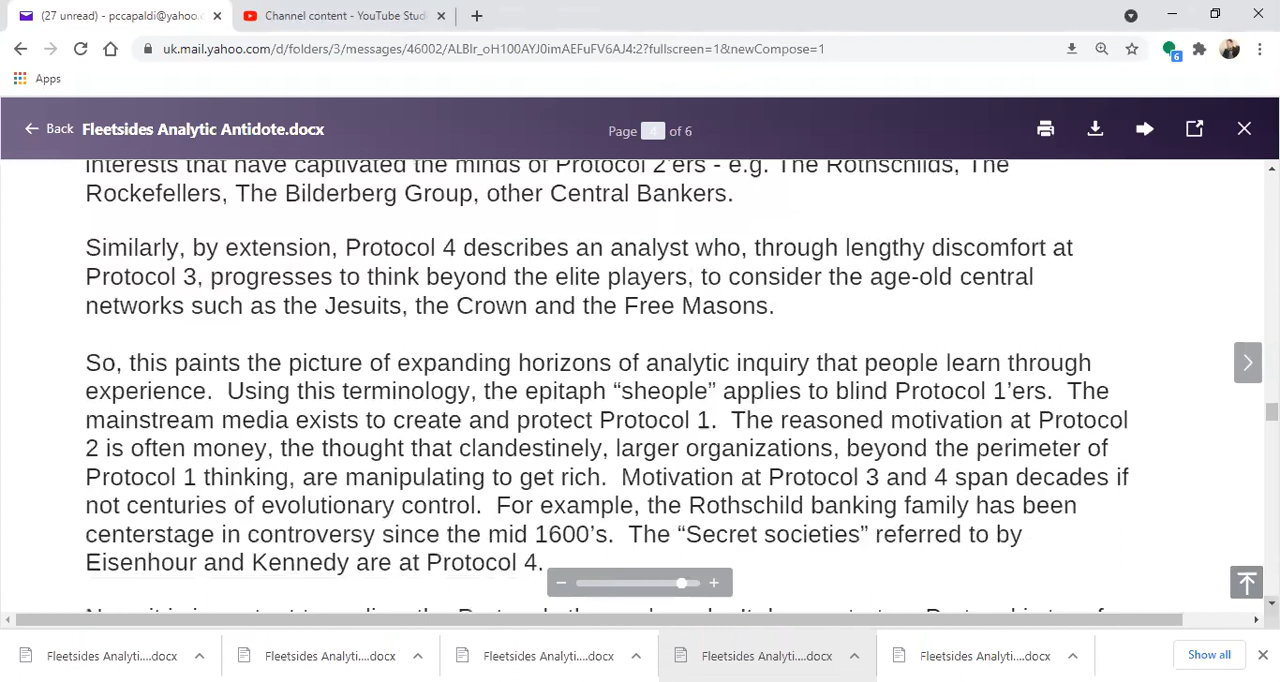 (27 unread) - pccapaldi@yahoo.c
Channel content - YouTube Stud
uk.mail.yahoo.com/d/folders/3/messages/46002/ALBlr_oH100AYJ0imAEFuFV6AJ4:2?fullscreen=1&newCompose=1
6
Apps
Back Fleetsides Analytic Antidote.docx
Page 4 of 6
interests that have captivated the minds of Protocol 2'ers - e.g. The Rothschilds, The
Rockefellers, The Bilderberg Group, other Central Bankers.
Similarly, by extension, Protocol 4 describes an analyst who, through lengthy discomfort at
Protocol 3, progresses to think beyond the elite players, to consider the age-old central
networks such as the Jesuits, the Crown and the Free Masons.
So, this paints the picture of expanding horizons of analytic inquiry that people learn through
experience. Using this terminology, the epitaph “sheople” applies to blind Protocol 1’ers. The
mainstream media exists to create and protect Protocol 1. The reasoned motivation at Protocol
2 is often money, the thought that clandestinely, larger organizations, beyond the perimeter of
Protocol 1 thinking, are manipulating to get rich. Motivation at Protocol 3 and 4 span decades if
not centuries of evolutionary control. For example, the Rothschild banking family has been
centerstage in controversy since the mid 1600’s. The “Secret societies” referred to by
Eisenhour and Kennedy are at Protocol 4.
Fleetsides Analyti....docx
Fleetsides Analyti....docx
Fleetsides Analyti....docx
Fleetsides Analyti....docx
Fleetsides Analyti....docx
Show all